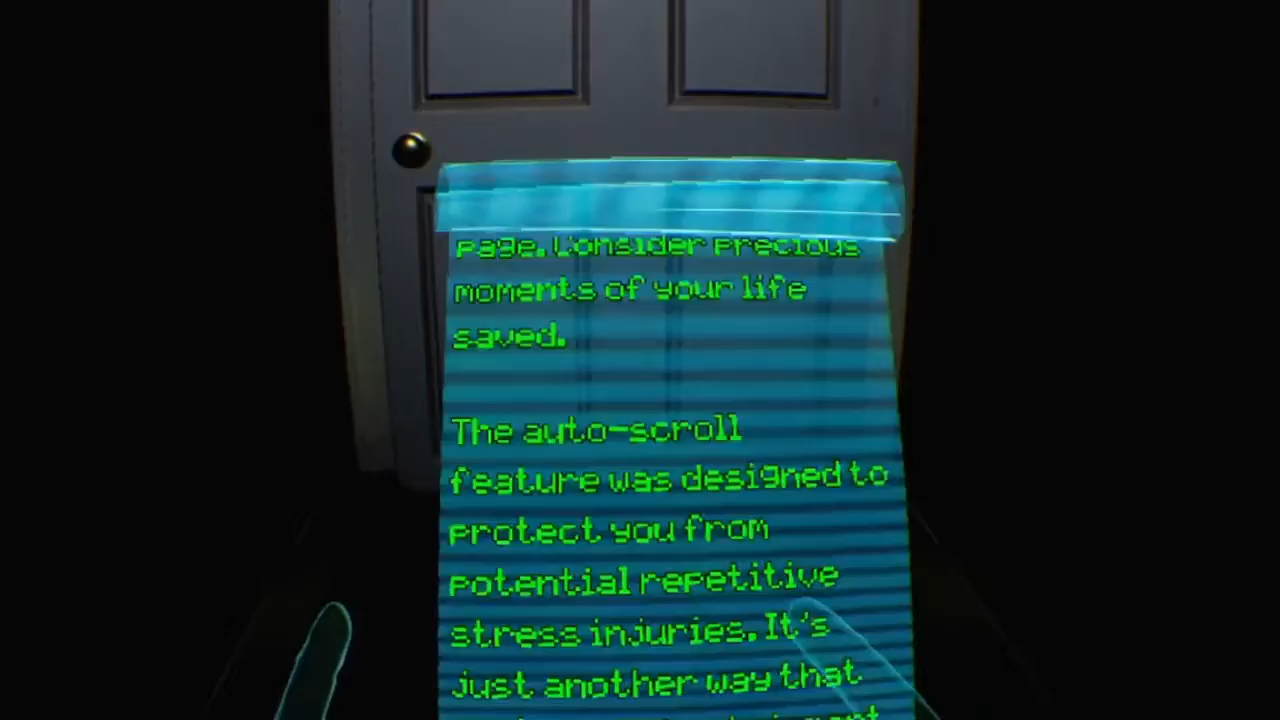 page. Consider precious
moments of your life
saved.
The auto-scroll
feature was designed to
protect you from
potential repetitive
stress injuries. It's
just another way that